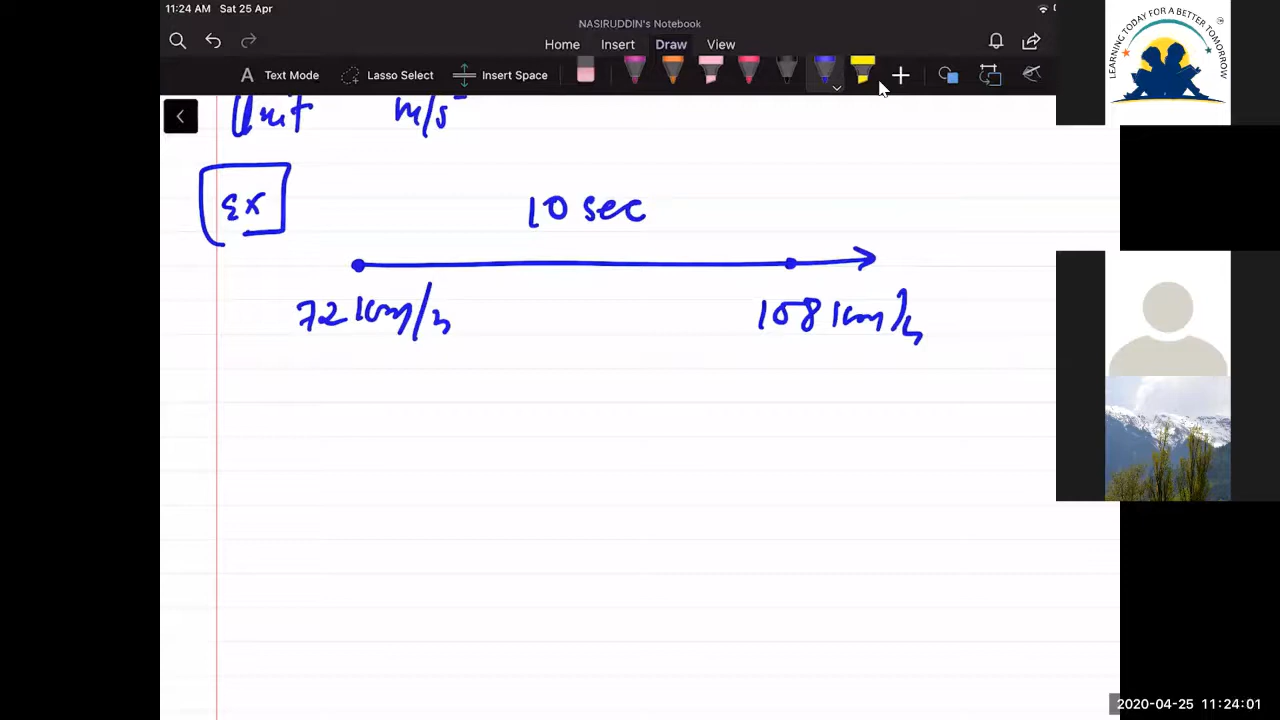 11:24 AM Sat 25 Apr
NASIRUDDIN's Notebook
Home Insert Draw View
Text Mode Lasso Select Insert Space
LEARNING TODAY FOR A BETTER TOMORROW
Unit m/s²
Ex
10 sec
72 km/h 108 km/h
2020-04-25 11:24:01